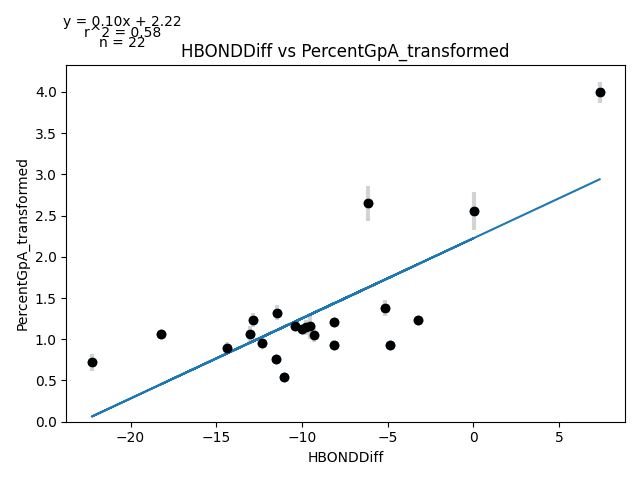 y = 0.10x + 2.22
r^2 = 0.58
n = 22
HBONDDiff vs PercentGpA_transformed
PercentGpA_transformed
4.0
3.5
3.0
2.5
2.0
1.5
1.0
0.5
0.0
−20 −15 −10 −5 0 5
HBONDDiff